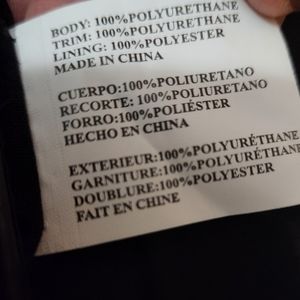 BODY: 100%POLYURETHANE
TRIM: 100%POLYURETHANE
LINING: 100%POLYESTER
MADE IN CHINA
CUERPO:100%POLIURETANO
RECORTE: 100%POLIURETANO
FORRO:100%POLIÉSTER
HECHO EN CHINA
EXTERIEUR:100%POLYURÉTHANE
GARNITURE:100%POLYURÉTHANE
DOUBLURE:100%POLYESTER
FAIT EN CHINE